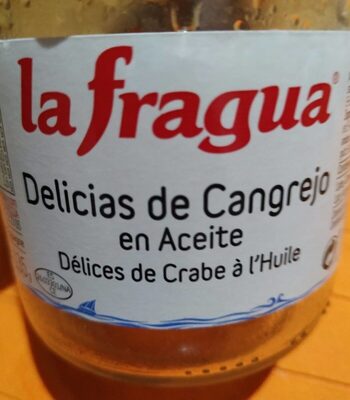 la fragua®
Delicias de Cangrejo
en Aceite
Délices de Crabe à l'Huile